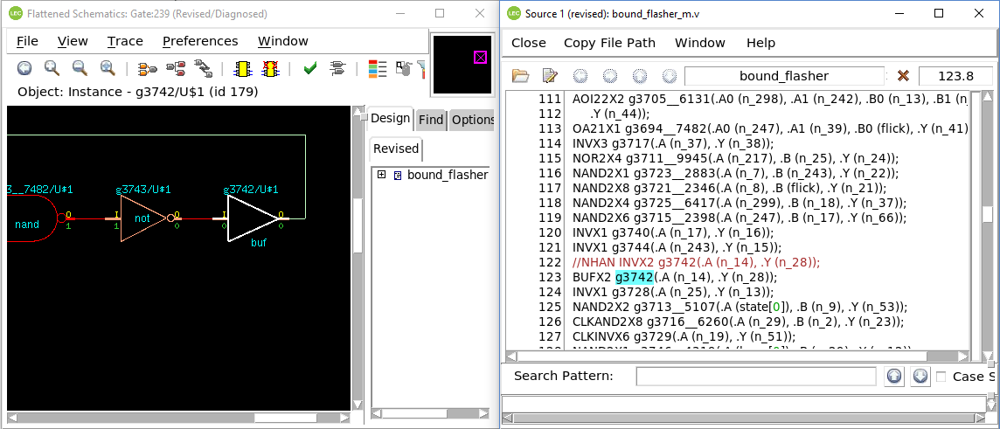 LEC Flattened Schematics: Gate:239 (Revised/Diagnosed)
File View Trace Preferences Window
Object: Instance - g3742/U$1 (id 179)
3__7482/U$1 g3743/U$1 g3742/U$1
nand O 1 I 1 not O 0 I 0 O 0
buf
Design Find Options
Revised
bound_flasher
LEC Source 1 (revised): bound_flasher_m.v
Close Copy File Path Window Help
bound_flasher 123.8
111 AOI22X2 g3705__6131(.A0 (n_298), .A1 (n_242), .B0 (n_13), .B1 (n_
112 .Y (n_44));
113 OA21X1 g3694__7482(.A0 (n_247), .A1 (n_39), .B0 (flick), .Y (n_41)
114 INVX3 g3717(.A (n_37), .Y (n_38));
115 NOR2X4 g3711__9945(.A (n_217), .B (n_25), .Y (n_24));
116 NAND2X1 g3723__2883(.A (n_7), .B (n_243), .Y (n_22));
117 NAND2X8 g3721__2346(.A (n_8), .B (flick), .Y (n_21));
118 NAND2X4 g3725__6417(.A (n_299), .B (n_18), .Y (n_37));
119 NAND2X6 g3715__2398(.A (n_247), .B (n_17), .Y (n_66));
120 INVX1 g3740(.A (n_17), .Y (n_16));
121 INVX1 g3744(.A (n_243), .Y (n_15));
122 //NHAN INVX2 g3742(.A (n_14), .Y (n_28));
123 BUFX2 g3742(.A (n_14), .Y (n_28));
124 INVX1 g3728(.A (n_25), .Y (n_13));
125 NAND2X2 g3713__5107(.A (state[0]), .B (n_9), .Y (n_53));
126 CLKAND2X8 g3716__6260(.A (n_29), .B (n_2), .Y (n_23));
127 CLKINVX6 g3729(.A (n_19), .Y (n_51));
Search Pattern: Case S